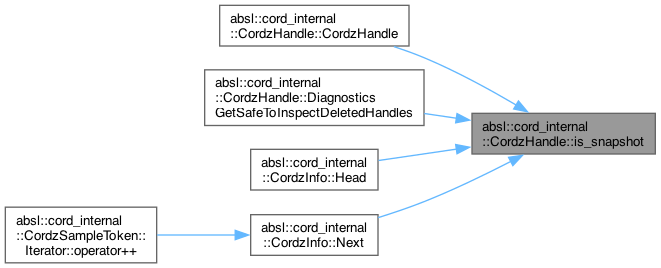 absl::cord_internal
::CordzHandle::CordzHandle
absl::cord_internal
::CordzHandle::Diagnostics
GetSafeToInspectDeletedHandles
absl::cord_internal
::CordzHandle::is_snapshot
absl::cord_internal
::CordzInfo::Head
absl::cord_internal
::CordzSampleToken::
Iterator::operator++
absl::cord_internal
::CordzInfo::Next